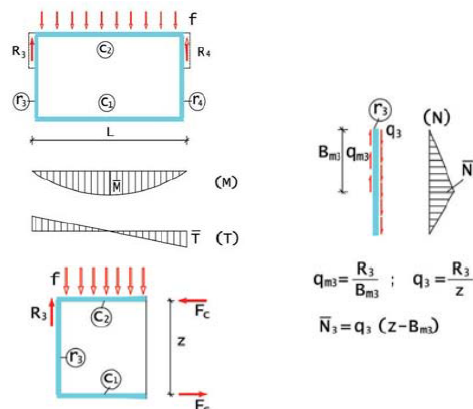 f
R3
R4
C2
r3
C1
r4
L
M̅
(M)
T̅ (T)
f
R3
C2
Fc
r3
z
C1
Fc
r3
(N)
q3
Bm3
qm3
N̅
qm3=R3/Bm3 ; q3=R3/z
N̅3=q3 (z-Bm3)